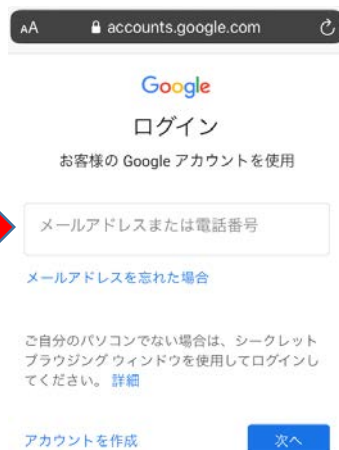 AA accounts.google.com
Google
ログイン
お客様の Google アカウントを使用
メールアドレスまたは電話番号
メールアドレスを忘れた場合
ご自分のパソコンでない場合は、シークレット
ブラウジング ウィンドウを使用してログインし
てください。 詳細
アカウントを作成 次へ